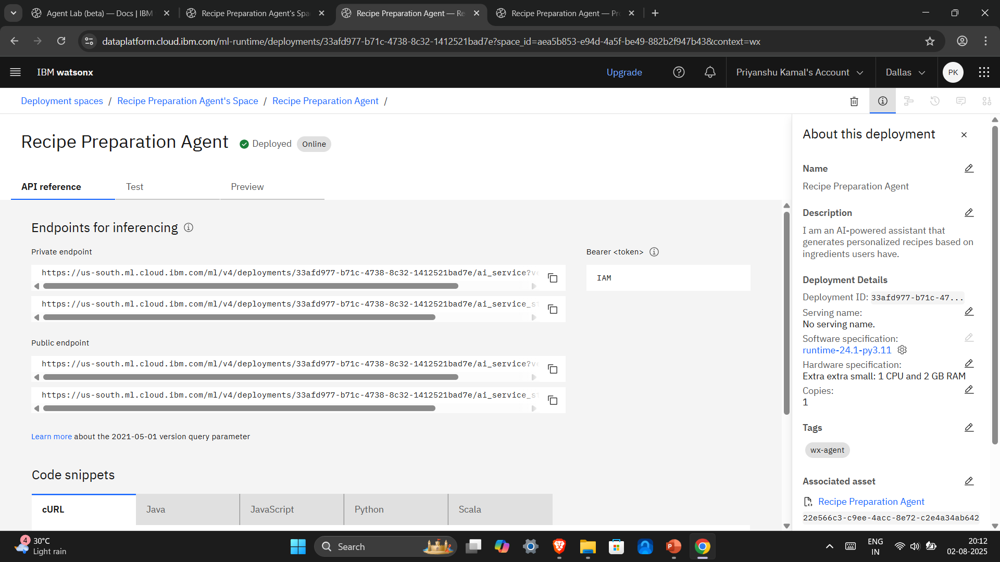 Agent Lab (beta) — Docs | IBM
Recipe Preparation Agent's Spa
Recipe Preparation Agent — Re
Recipe Preparation Agent — Pr
dataplatform.cloud.ibm.com/ml-runtime/deployments/33afd977-b71c-4738-8c32-1412521bad7e?space_id=aea5b853-e94d-4a5f-be49-882b2f947b43&context=wx
IBM watsonx
Upgrade
Priyanshu Kamal's Account
Dallas
PK
Deployment spaces / Recipe Preparation Agent's Space / Recipe Preparation Agent /
Recipe Preparation Agent
Deployed
Online
API reference
Test
Preview
Endpoints for inferencing
Private endpoint
https://us-south.ml.cloud.ibm.com/ml/v4/deployments/33afd977-b71c-4738-8c32-1412521bad7e/ai_service?ve
https://us-south.ml.cloud.ibm.com/ml/v4/deployments/33afd977-b71c-4738-8c32-1412521bad7e/ai_service_st
Bearer <token>
IAM
Public endpoint
https://us-south.ml.cloud.ibm.com/ml/v4/deployments/33afd977-b71c-4738-8c32-1412521bad7e/ai_service?ve
https://us-south.ml.cloud.ibm.com/ml/v4/deployments/33afd977-b71c-4738-8c32-1412521bad7e/ai_service_st
Learn more about the 2021-05-01 version query parameter
Code snippets
cURL
Java
JavaScript
Python
Scala
About this deployment
Name
Recipe Preparation Agent
Description
I am an AI-powered assistant that
generates personalized recipes based on
ingredients users have.
Deployment Details
Deployment ID: 33afd977-b71c-47...
Serving name:
No serving name.
Software specification:
runtime-24.1-py3.11
Hardware specification:
Extra extra small: 1 CPU and 2 GB RAM
Copies:
1
Tags
wx-agent
Associated asset
Recipe Preparation Agent
22e566c3-c9ee-4acc-8e72-c2e4a34ab642
4
30°C
Light rain
Search
ENG
IN
20:12
02-08-2025